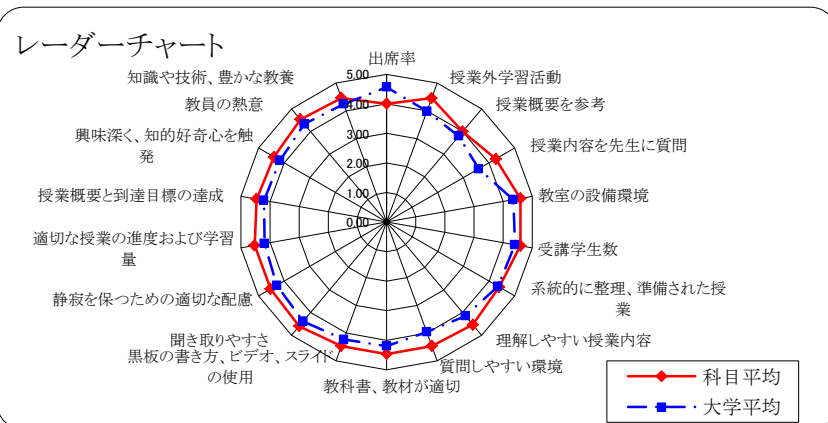 レーダーチャート
出席率
授業外学習活動
授業概要を参考
授業内容を先生に質問
教室の設備環境
受講学生数
系統的に整理、準備された授
業
理解しやすい授業内容
質問しやすい環境
教科書、教材が適切
黒板の書き方、ビデオ、スライド
の使用
聞き取りやすさ
静寂を保つための適切な配慮
適切な授業の進度および学習
量
授業概要と到達目標の達成
興味深く、知的好奇心を触
発
教員の熱意
知識や技術、豊かな教養
5.00
4.00
3.00
2.00
1.00
0.00
科目平均
大学平均